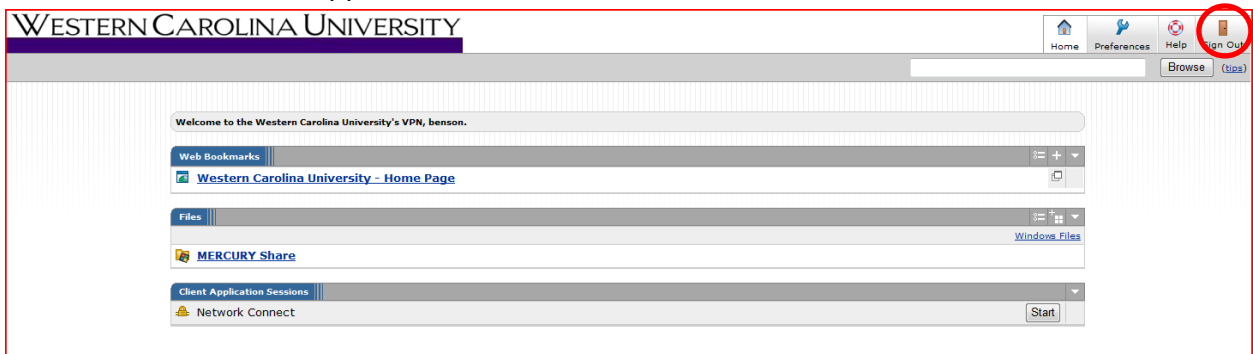 WESTERN CAROLINA UNIVERSITY
Home Preferences Help Sign Out
Browse (tips)
Welcome to the Western Carolina University's VPN, benson.
Web Bookmarks
Western Carolina University - Home Page
Files
Windows Files
MERCURY Share
Client Application Sessions
Network Connect Start